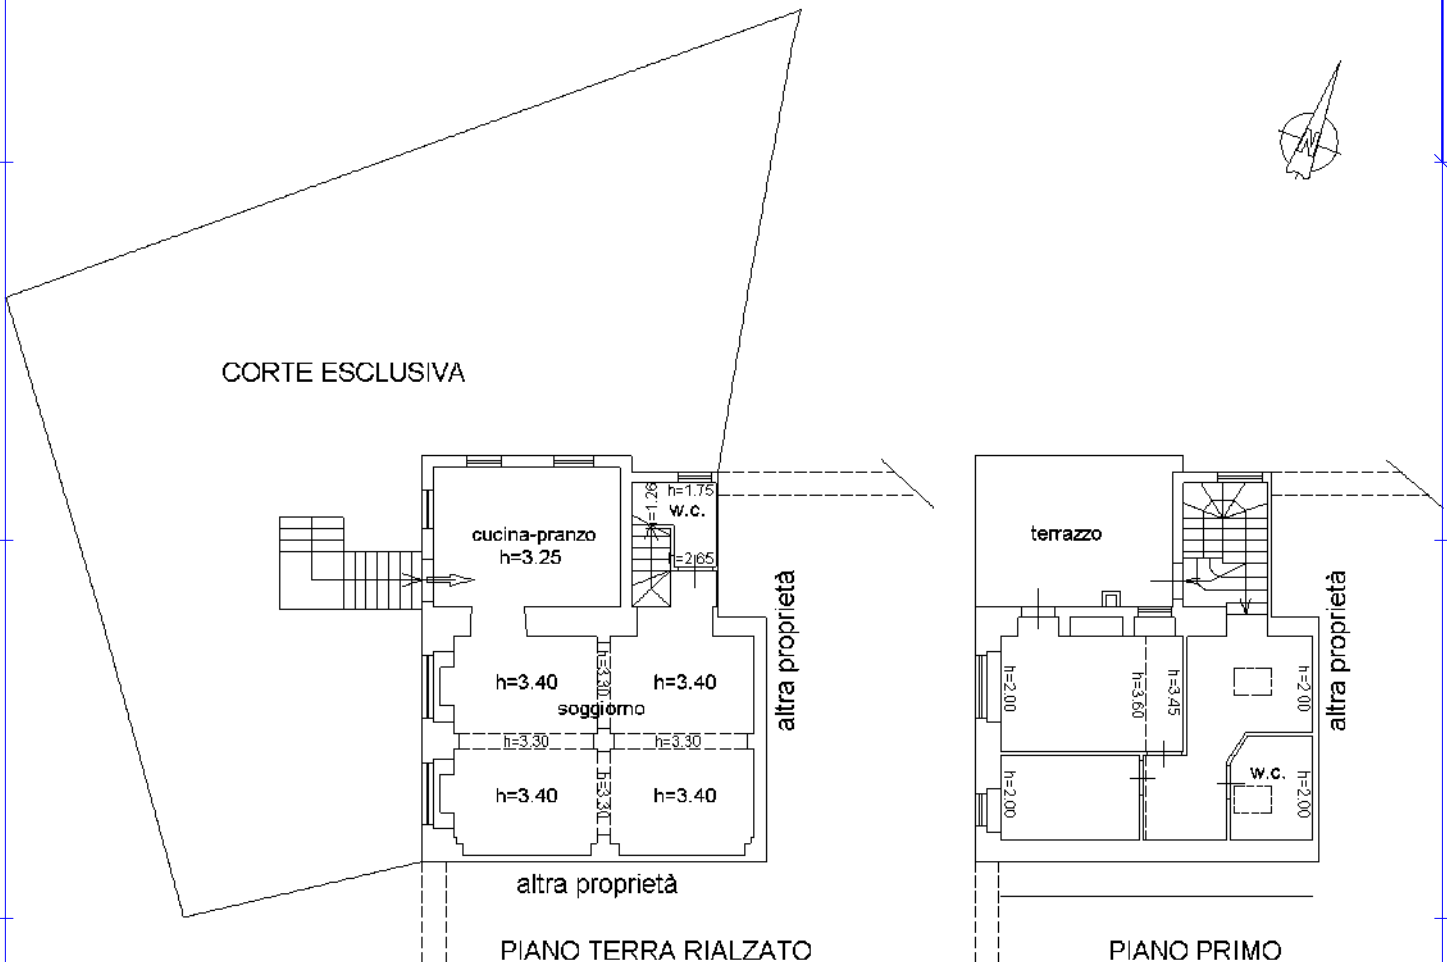 N
CORTE ESCLUSIVA
h=1.26
h=1.75
w.c.
h=2.65
cucina-pranzo
h=3.25
altra proprietà
h=3.40
h=3.30
h=3.40
soggiorno
h=3.30
h=3.30
h=3.40
h=3.30
h=3.40
altra proprietà
PIANO TERRA RIALZATO
terrazzo
altra proprietà
h=2.00
h=3.60
h=3.45
h=2.00
h=2.00
w.c.
h=2.00
PIANO PRIMO